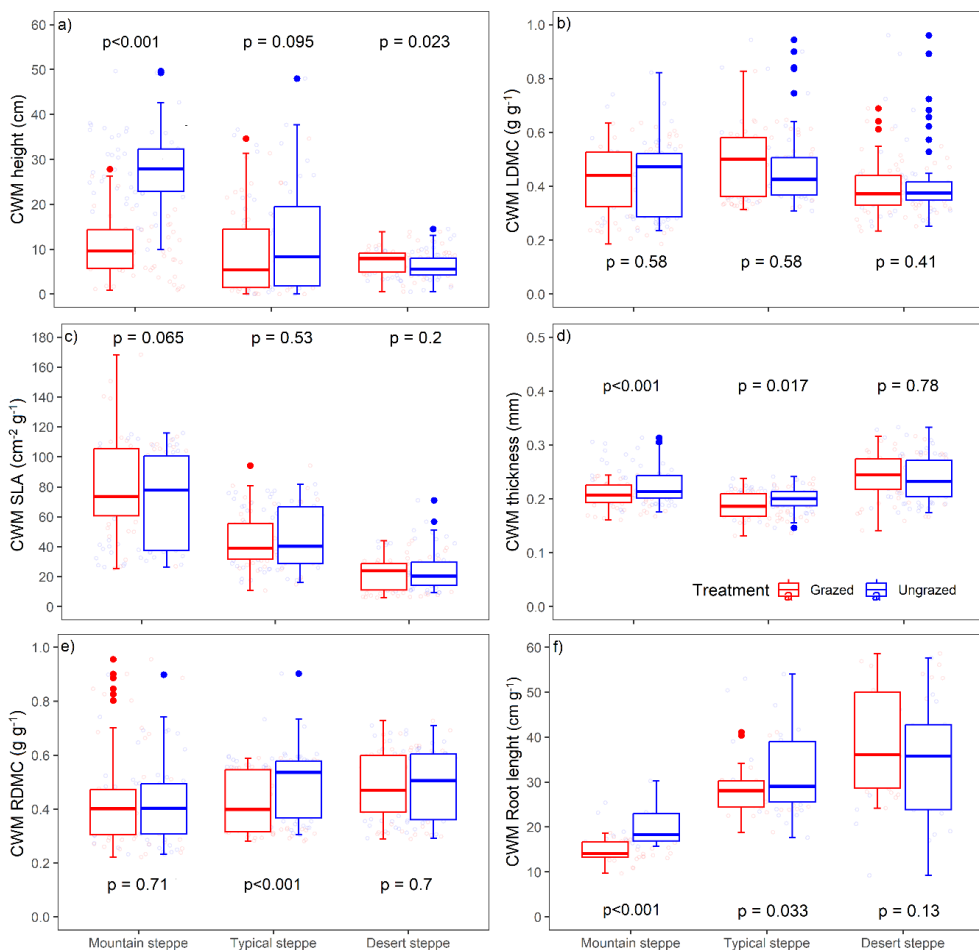 a)
p<0.001 p = 0.095 p = 0.023
CWM height (cm)
60
50
40
30
20
10
0
b)
CWM LDMC (g g⁻¹)
1.0
0.8
0.6
0.4
0.2
0.0
p = 0.58 p = 0.58 p = 0.41
c)
p = 0.065 p = 0.53 p = 0.2
CWM SLA (cm⁻² g⁻¹)
180
160
140
120
100
80
60
40
20
0
d)
p<0.001 p = 0.017 p = 0.78
CWM thickness (mm)
0.5
0.4
0.3
0.2
0.1
0.0
Treatment Grazed Ungrazed
e)
CWM RDMC (g g⁻¹)
1.0
0.8
0.6
0.4
0.2
0.0
p = 0.71 p<0.001 p = 0.7
Mountain steppe Typical steppe Desert steppe
f)
CWM Root lenght (cm g⁻¹)
60
50
40
30
20
10
0
p<0.001 p = 0.033 p = 0.13
Mountain steppe Typical steppe Desert steppe